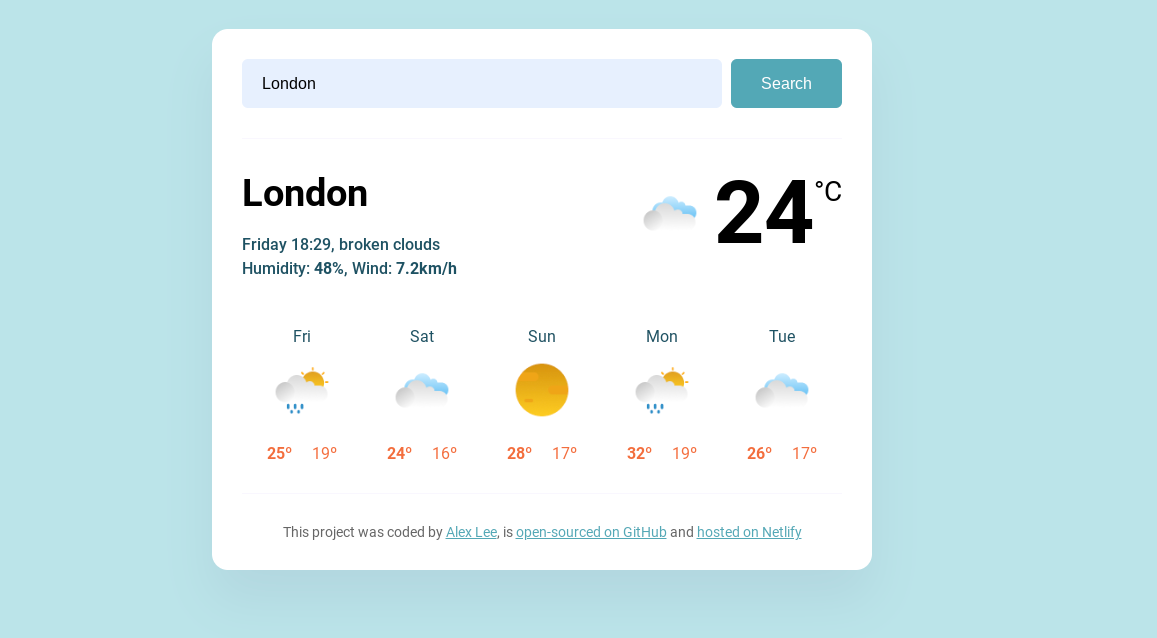 London
Search
London
24
°C
Friday 18:29, broken clouds
Humidity: 48%, Wind: 7.2km/h
Fri Sat Sun Mon Tue
25º 19º 24º 16º 28º 17º 32º 19º 26º 17º
This project was coded by Alex Lee, is open-sourced on GitHub and hosted on Netlify